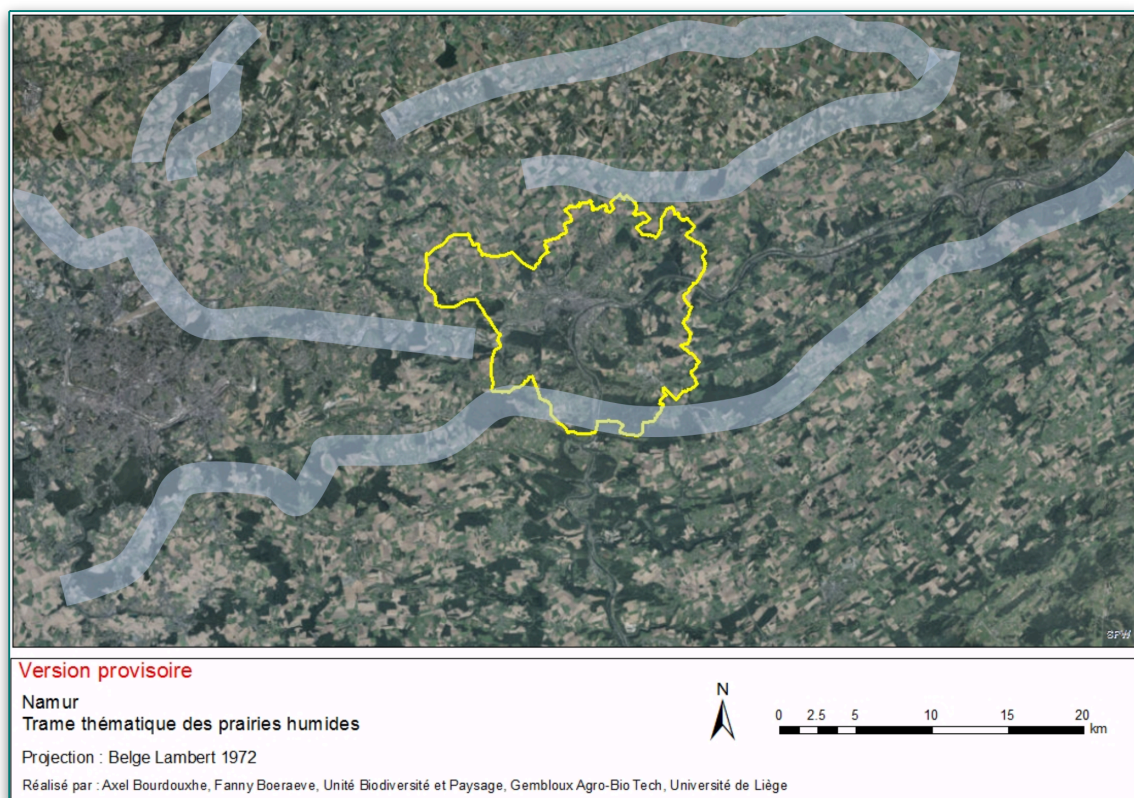 SPW
Version provisoire
Namur
Trame thématique des prairies humides
Projection : Belge Lambert 1972
Réalisé par : Axel Bourdouxhe, Fanny Boeraeve, Unité Biodiversité et Paysage, Gembloux Agro-Bio Tech, Université de Liège
N
0 2.5 5 10 15 20
km